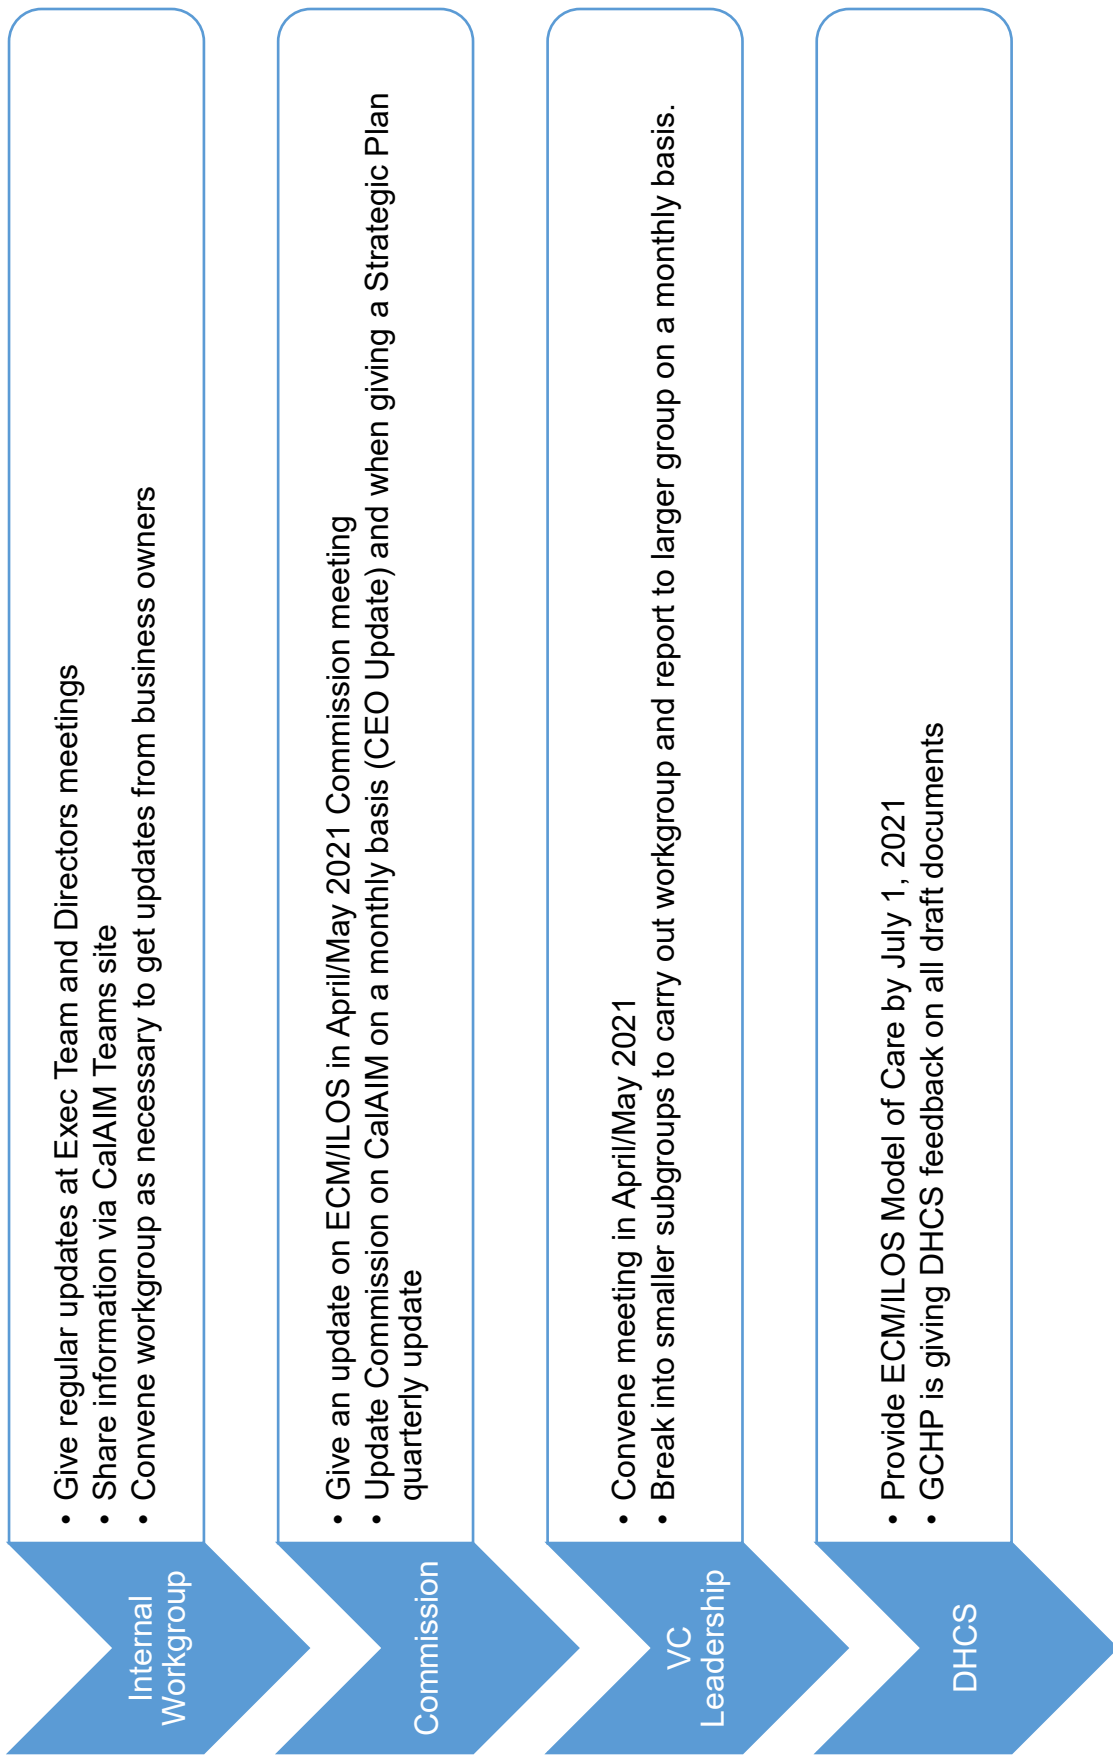 Internal
Workgroup
• Give regular updates at Exec Team and Directors meetings
• Share information via CalAIM Teams site
• Convene workgroup as necessary to get updates from business owners
Commission
• Give an update on ECM/ILOS in April/May 2021 Commission meeting
• Update Commission on CalAIM on a monthly basis (CEO Update) and when giving a Strategic Plan
quarterly update
VC
Leadership
• Convene meeting in April/May 2021
• Break into smaller subgroups to carry out workgroup and report to larger group on a monthly basis.
DHCS
• Provide ECM/ILOS Model of Care by July 1, 2021
• GCHP is giving DHCS feedback on all draft documents